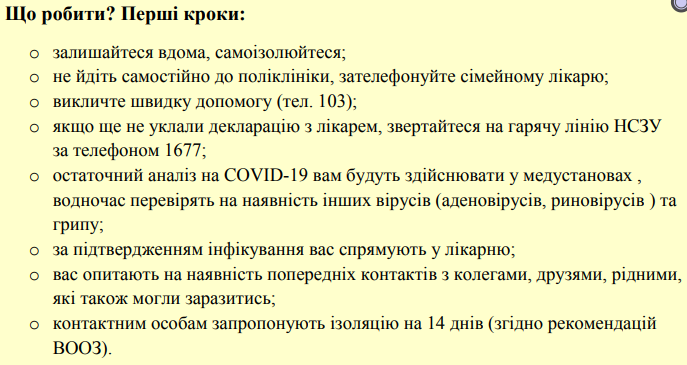 Що робити? Перші кроки:
o залишайтеся вдома, самоізолюйтеся;
o не йдіть самостійно до поліклініки, зателефонуйте сімейному лікарю;
o викличте швидку допомогу (тел. 103);
o якщо ще не уклали декларацію з лікарем, звертайтеся на гарячу лінію НСЗУ
за телефоном 1677;
o остаточний аналіз на COVID-19 вам будуть здійснювати у медустановах ,
водночас перевірять на наявність інших вірусів (аденовірусів, риновірусів ) та
грипу;
o за підтвердженням інфікування вас спрямують у лікарню;
o вас опитають на наявність попередніх контактів з колегами, друзями, рідними,
які також могли заразитись;
o контактним особам запропонують ізоляцію на 14 днів (згідно рекомендацій
ВООЗ).